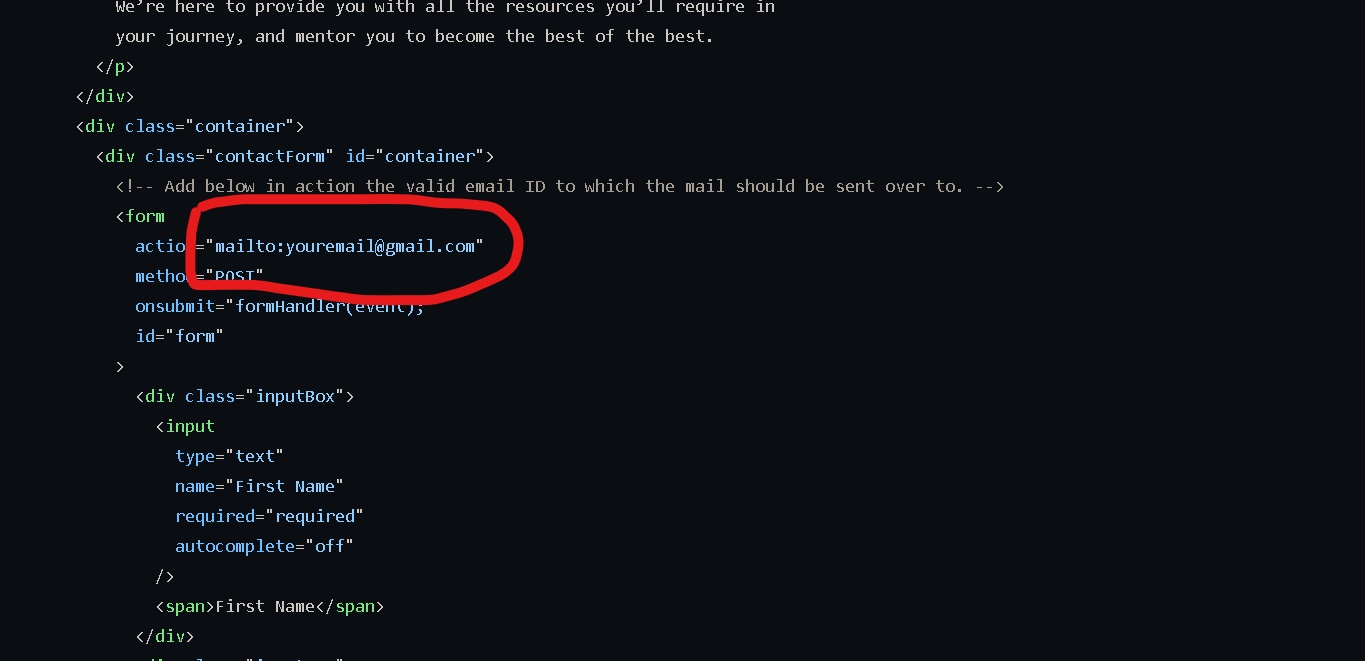 We're here to provide you with all the resources you'll require in
your journey, and mentor you to become the best of the best.
</p>
</div>
<div class="container">
<div class="contactForm" id="container">
<!-- Add below in action the valid email ID to which the mail should be sent over to. -->
<form
actio ="mailto:youremail@gmail.com"
metho ="POST"
onsubmit="formHandler(event);
id="form"
>
<div class="inputBox">
<input
type="text"
name="First Name"
required="required"
autocomplete="off"
/>
<span>First Name</span>
</div>